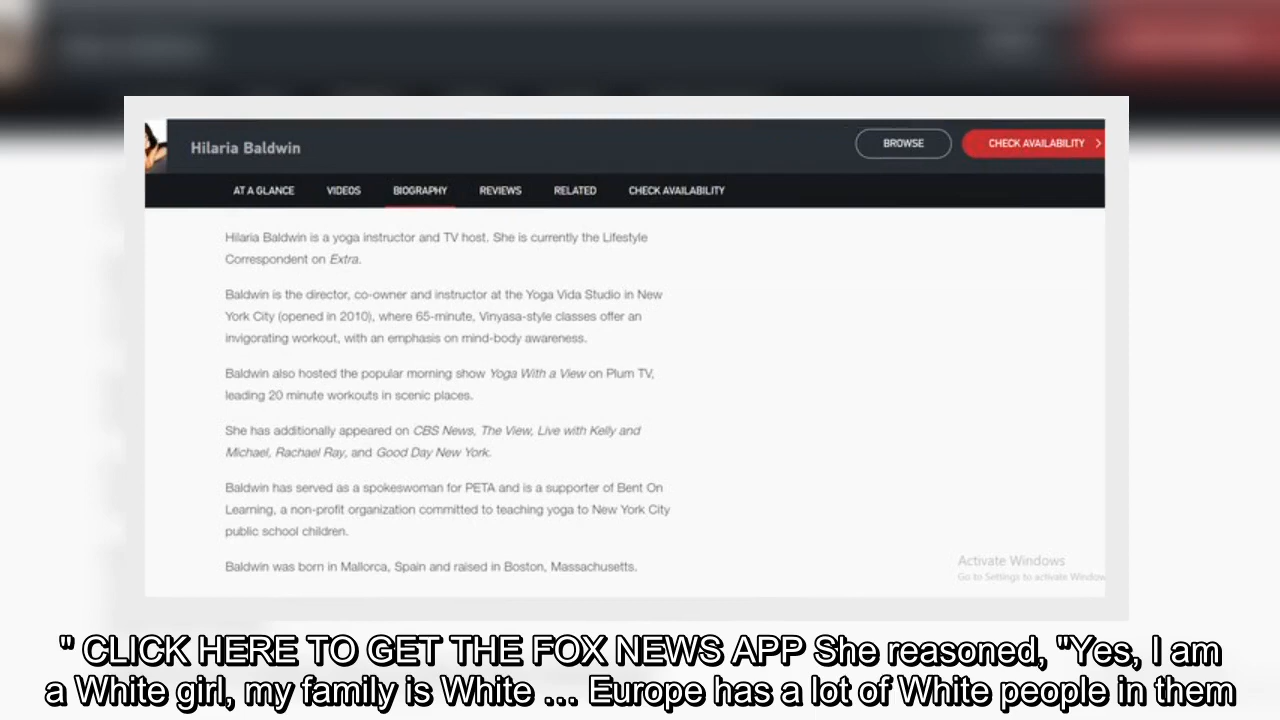 Hilaria Baldwin
BROWSE
CHECK AVAILABILITY >
AT A GLANCE VIDEOS BIOGRAPHY REVIEWS RELATED CHECK AVAILABILITY
Hilaria Baldwin is a yoga instructor and TV host. She is currently the Lifestyle
Correspondent on Extra.
Baldwin is the director, co-owner and instructor at the Yoga Vida Studio in New
York City (opened in 2010), where 65-minute, Vinyasa-style classes offer an
invigorating workout, with an emphasis on mind-body awareness.
Baldwin also hosted the popular morning show Yoga With a View on Plum TV,
leading 20 minute workouts in scenic places.
She has additionally appeared on CBS News, The View, Live with Kelly and
Michael, Rachael Ray, and Good Day New York.
Baldwin has served as a spokeswoman for PETA and is a supporter of Bent On
Learning, a non-profit organization committed to teaching yoga to New York City
public school children.
Baldwin was born in Mallorca, Spain and raised in Boston, Massachusetts.
Activate Windows
Go to Settings to activate Window
" CLICK HERE TO GET THE FOX NEWS APP She reasoned, "Yes, I am
a White girl, my family is White ... Europe has a lot of White people in them